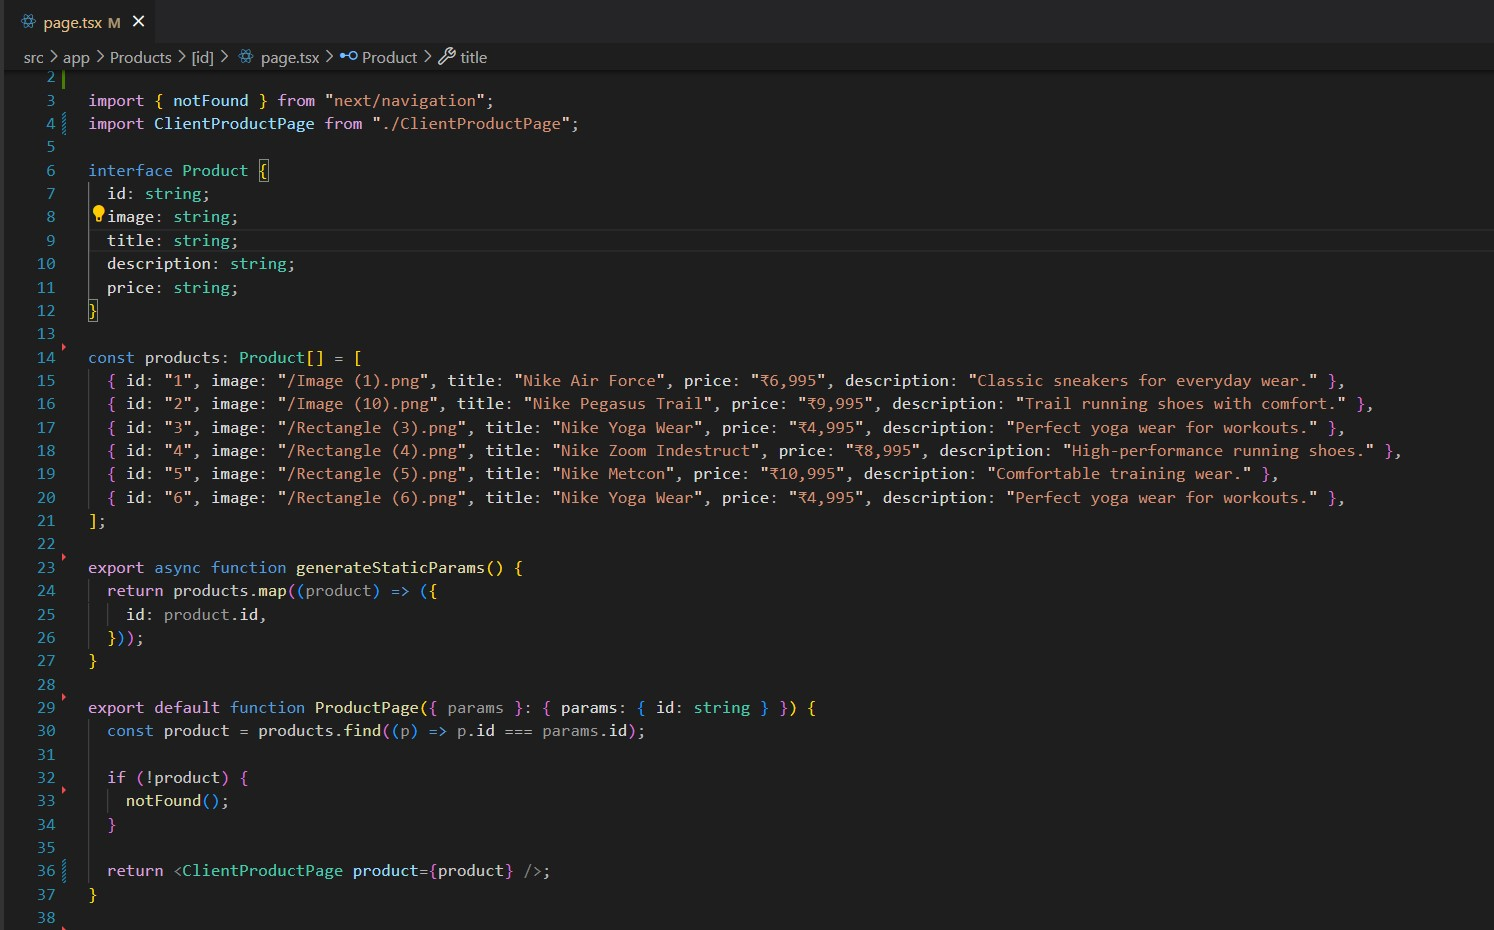 page.tsx M
src > app > Products > [id] > page.tsx > Product > title
2
3 import { notFound } from "next/navigation";
4 import ClientProductPage from "./ClientProductPage";
5
6 interface Product {
7 id: string;
8 image: string;
9 title: string;
10 description: string;
11 price: string;
12 }
13
14 const products: Product[] = [
15 { id: "1", image: "/Image (1).png", title: "Nike Air Force", price: "₹6,995", description: "Classic sneakers for everyday wear." },
16 { id: "2", image: "/Image (10).png", title: "Nike Pegasus Trail", price: "₹9,995", description: "Trail running shoes with comfort." },
17 { id: "3", image: "/Rectangle (3).png", title: "Nike Yoga Wear", price: "₹4,995", description: "Perfect yoga wear for workouts." },
18 { id: "4", image: "/Rectangle (4).png", title: "Nike Zoom Indestruct", price: "₹8,995", description: "High-performance running shoes." },
19 { id: "5", image: "/Rectangle (5).png", title: "Nike Metcon", price: "₹10,995", description: "Comfortable training wear." },
20 { id: "6", image: "/Rectangle (6).png", title: "Nike Yoga Wear", price: "₹4,995", description: "Perfect yoga wear for workouts." },
21 ];
22
23 export async function generateStaticParams() {
24 return products.map((product) => ({
25 id: product.id,
26 }));
27 }
28
29 export default function ProductPage({ params }: { params: { id: string } }) {
30 const product = products.find((p) => p.id === params.id);
31
32 if (!product) {
33 notFound();
34 }
35
36 return <ClientProductPage product={product} />;
37 }
38